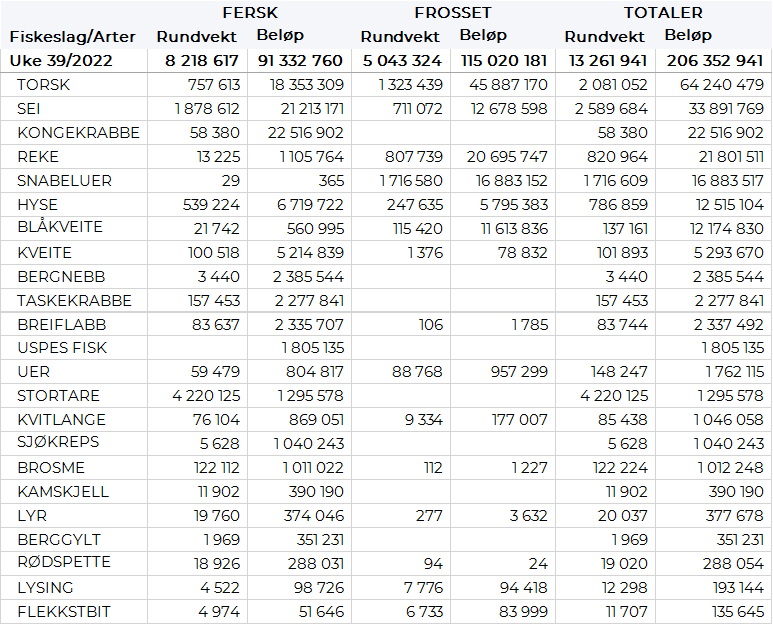 FERSK FROSSET TOTALER
Fiskeslag/Arter Rundvekt Beløp Rundvekt Beløp Rundvekt Beløp
Uke 39/2022 8 218 617 91 332 760 5 043 324 115 020 181 13 261 941 206 352 941
TORSK 757 613 18 353 309 1 323 439 45 887 170 2 081 052 64 240 479
SEI 1 878 612 21 213 171 711 072 12 678 598 2 589 684 33 891 769
KONGEKRABBE 58 380 22 516 902 58 380 22 516 902
REKE 13 225 1 105 764 807 739 20 695 747 820 964 21 801 511
SNABELUER 29 365 1 716 580 16 883 152 1 716 609 16 883 517
HYSE 539 224 6 719 722 247 635 5 795 383 786 859 12 515 104
BLÅKVEITE 21 742 560 995 115 420 11 613 836 137 161 12 174 830
KVEITE 100 518 5 214 839 1 376 78 832 101 893 5 293 670
BERGNEBB 3 440 2 385 544 3 440 2 385 544
TASKEKRABBE 157 453 2 277 841 157 453 2 277 841
BREIFLABB 83 637 2 335 707 106 1 785 83 744 2 337 492
USPES FISK 1 805 135 1 805 135
UER 59 479 804 817 88 768 957 299 148 247 1 762 115
STORTARE 4 220 125 1 295 578 4 220 125 1 295 578
KVITLANGE 76 104 869 051 9 334 177 007 85 438 1 046 058
SJØKREPS 5 628 1 040 243 5 628 1 040 243
BROSME 122 112 1 011 022 112 1 227 122 224 1 012 248
KAMSKJELL 11 902 390 190 11 902 390 190
LYR 19 760 374 046 277 3 632 20 037 377 678
BERGGYLT 1 969 351 231 1 969 351 231
RØDSPETTE 18 926 288 031 94 24 19 020 288 054
LYSING 4 522 98 726 7 776 94 418 12 298 193 144
FLEKKSTBIT 4 974 51 646 6 733 83 999 11 707 135 645